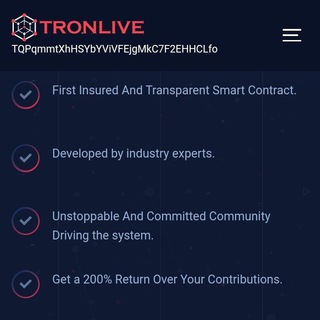 TRONLIVE
TQPqmmtXhHSYbYViVFEjgMkC7F2EHHCLfo
First Insured And Transparent Smart Contract.
Developed by industry experts.
Unstoppable And Committed Community
Driving the system.
Get a 200% Return Over Your Contributions.